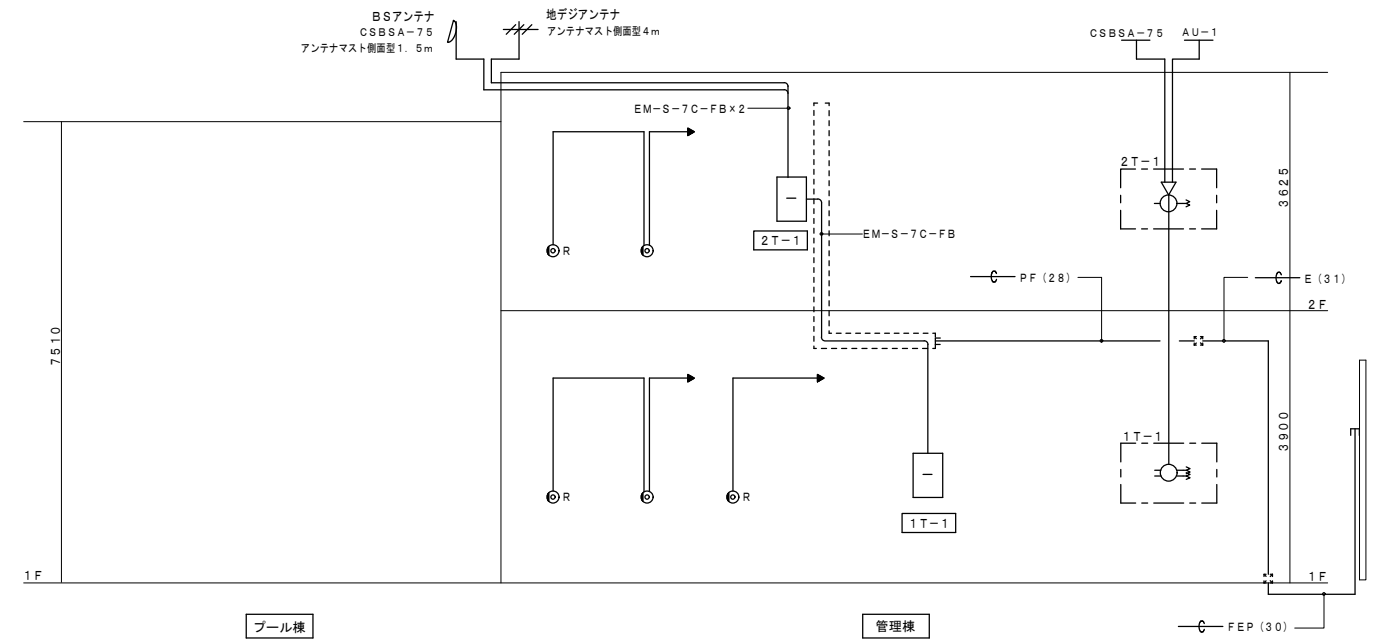 BSアンテナ
CSBSA-75
アンテナマスト側面型1.5m
地デジアンテナ
アンテナマスト側面型4m
CSBSA-75
AU-1
EM-S-7C-FB×2
2T-1
3625
R
2T-1
EM-S-7C-FB
PF(28)
E(31)
2F
7510
3900
1T-1
R
R
1T-1
1F
1F
プール棟
管理棟
FEP(30)